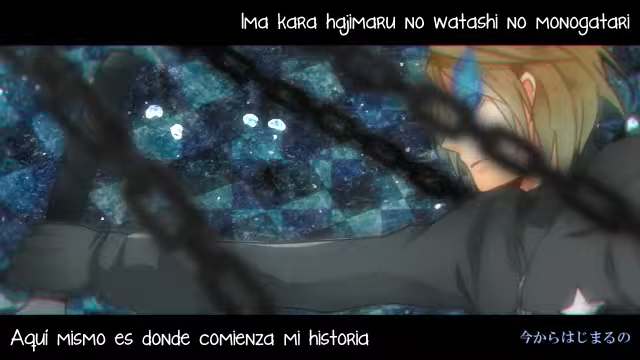 Ima kara hajimaru no watashi no monogatari
Aquí mismo es donde comienza mi historia
今からはじまるの